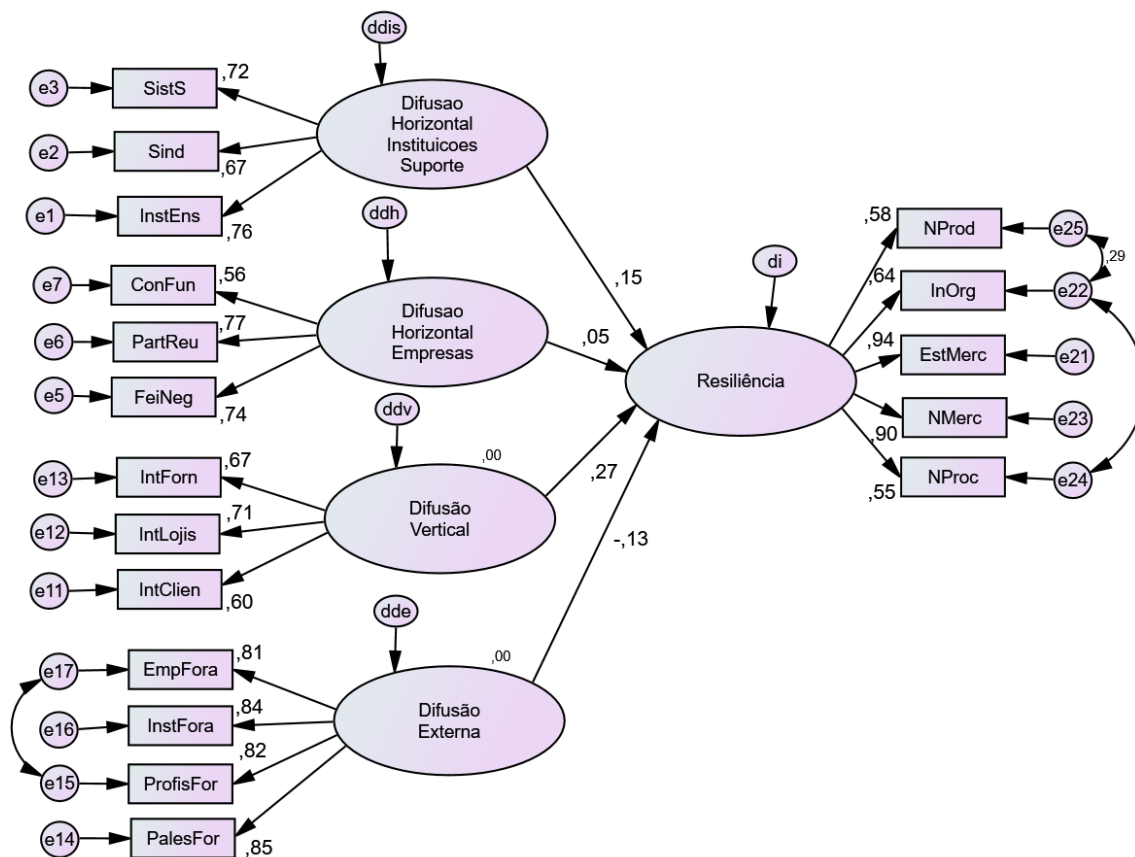 ddis
e3
SistS
,72
Difusao
Horizontal
Instituicoes
Suporte
e2
Sind
,67
e1
InstEns
,76
ddh
e7
ConFun
,56
Difusao
Horizontal
Empresas
e6
PartReu
,77
e5
FeiNeg
,74
ddv
e13
IntForn
,67
,00
Difusão
Vertical
e12
IntLojis
,71
e11
IntClien
,60
dde
e17
EmpFora
,81
,00
Difusão
Externa
e16
InstFora
,84
e15
ProfisFor
,82
e14
PalesFor
,85
,15
,05
,27
-,13
di
Resiliência
,58
NProd
e25
,29
,64
InOrg
e22
,94
EstMerc
e21
NMerc
e23
,90
NProc
e24
,55